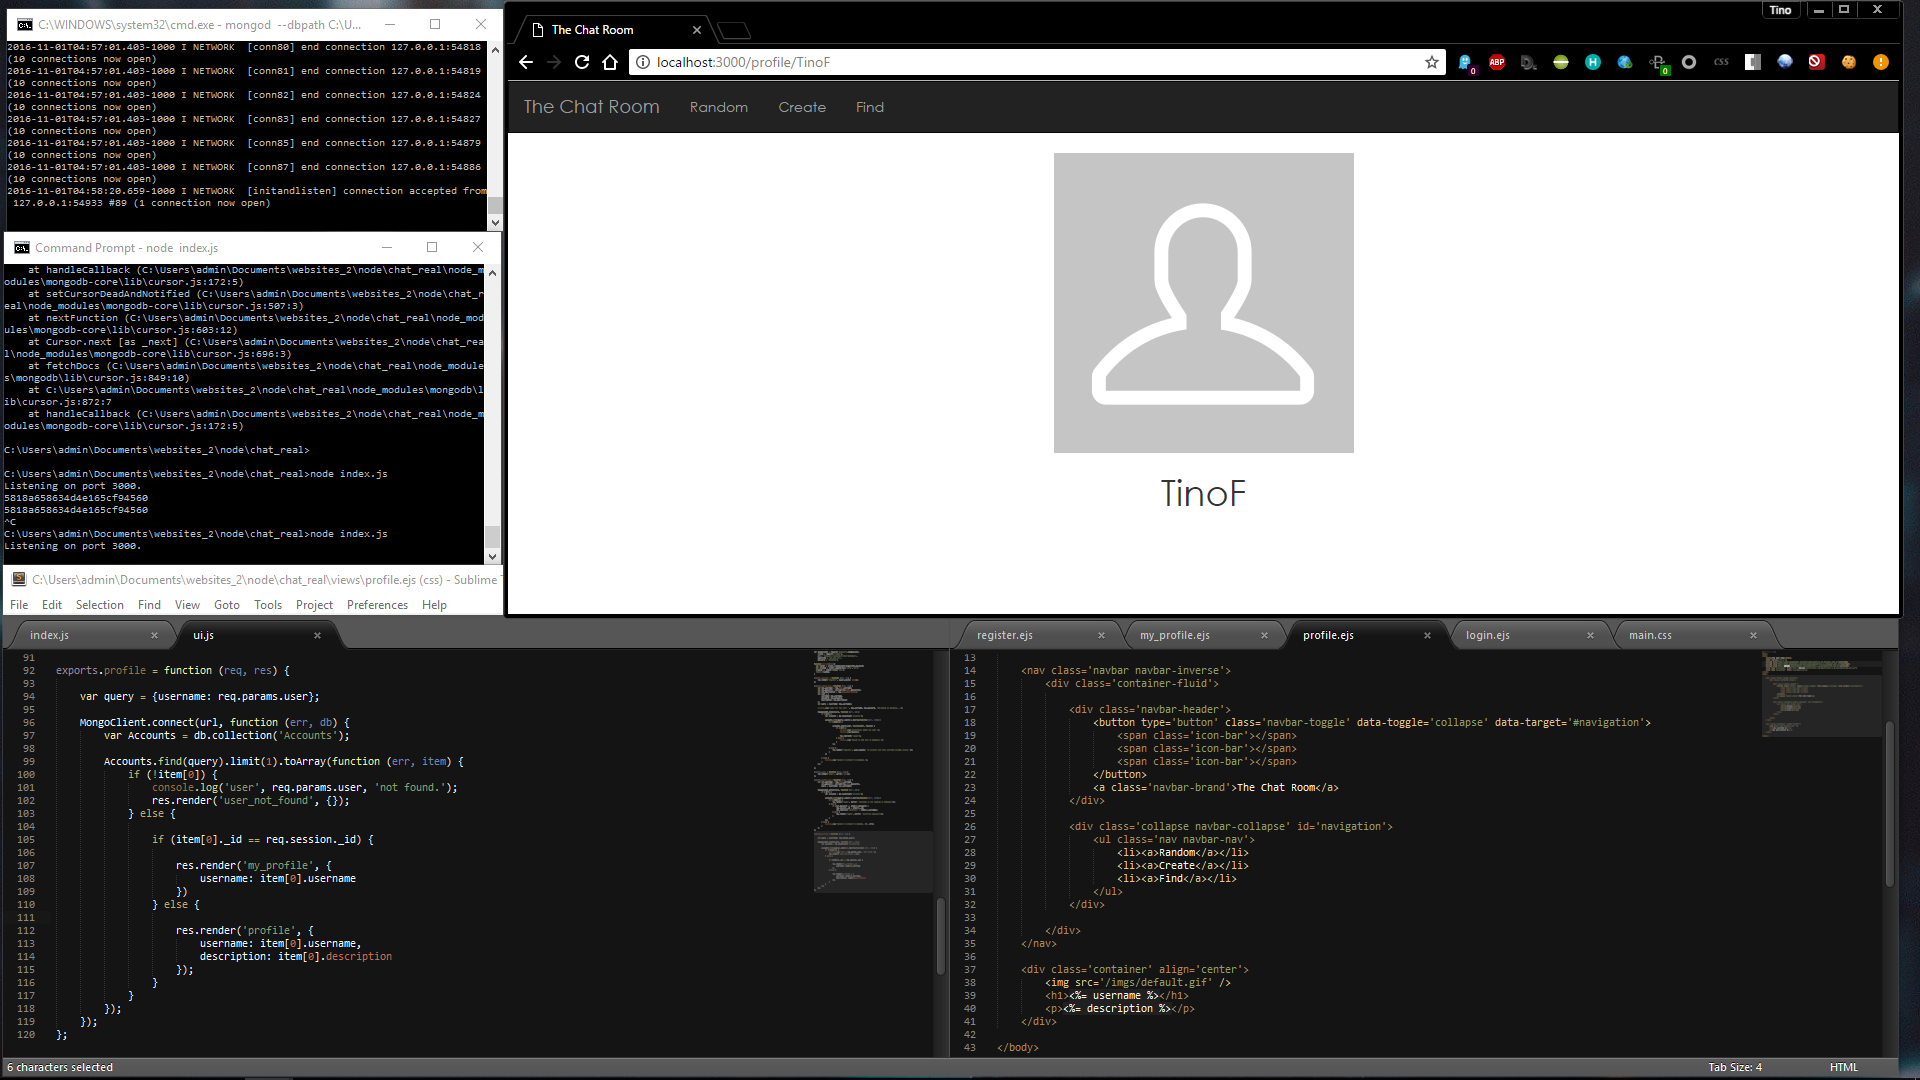 C:\WINDOWS\system32\cmd.exe - mongod --dbpath C:\U...
2016-11-01T04:57:01.403-1000 I NETWORK  [conn80] end connection 127.0.0.1:54818
(10 connections now open)
2016-11-01T04:57:01.403-1000 I NETWORK  [conn81] end connection 127.0.0.1:54819
(10 connections now open)
2016-11-01T04:57:01.403-1000 I NETWORK  [conn82] end connection 127.0.0.1:54824
(10 connections now open)
2016-11-01T04:57:01.403-1000 I NETWORK  [conn83] end connection 127.0.0.1:54827
(10 connections now open)
2016-11-01T04:57:01.403-1000 I NETWORK  [conn85] end connection 127.0.0.1:54879
(10 connections now open)
2016-11-01T04:57:01.403-1000 I NETWORK  [conn87] end connection 127.0.0.1:54886
(10 connections now open)
2016-11-01T04:58:20.659-1000 I NETWORK  [initandlisten] connection accepted from
127.0.0.1:54933 #89 (1 connection now open)
Command Prompt - node  index.js
at handleCallback (C:\Users\admin\Documents\websites_2\node\chat_real\node_m
odules\mongodb-core\lib\cursor.js:172:5)
at setCursorDeadAndNotified (C:\Users\admin\Documents\websites_2\node\chat_r
eal\node_modules\mongodb-core\lib\cursor.js:507:3)
at nextFunction (C:\Users\admin\Documents\websites_2\node\chat_real\node_mod
ules\mongodb-core\lib\cursor.js:603:12)
at Cursor.next [as _next] (C:\Users\admin\Documents\websites_2\node\chat_rea
l\node_modules\mongodb-core\lib\cursor.js:696:3)
at fetchDocs (C:\Users\admin\Documents\websites_2\node\chat_real\node_module
s\mongodb\lib\cursor.js:849:10)
at C:\Users\admin\Documents\websites_2\node\chat_real\node_modules\mongodb\l
ib\cursor.js:872:7
at handleCallback (C:\Users\admin\Documents\websites_2\node\chat_real\node_m
odules\mongodb-core\lib\cursor.js:172:5)
C:\Users\admin\Documents\websites_2\node\chat_real>
C:\Users\admin\Documents\websites_2\node\chat_real>node index.js
Listening on port 3000.
5818a658634d4e165cf94560
5818a658634d4e165cf94560
^C
C:\Users\admin\Documents\websites_2\node\chat_real>node index.js
Listening on port 3000.
Tino
The Chat Room
localhost:3000/profile/TinoF
0 ABP H 0 CSS
The Chat Room Random Create Find
TinoF
C:\Users\admin\Documents\websites_2\node\chat_real\views\profile.ejs (css) - Sublime T
File Edit Selection Find View Goto Tools Project Preferences Help
index.js ui.js
91
92 exports.profile = function (req, res) {
93
94 var query = {username: req.params.user};
95
96 MongoClient.connect(url, function (err, db) {
97 var Accounts = db.collection('Accounts');
98
99 Accounts.find(query).limit(1).toArray(function (err, item) {
100 if (!item[0]) {
101 console.log('user', req.params.user, 'not found.');
102 res.render('user_not_found', {});
103 } else {
104
105 if (item[0]._id == req.session._id) {
106
107 res.render('my_profile', {
108 username: item[0].username
109 })
110 } else {
111
112 res.render('profile', {
113 username: item[0].username,
114 description: item[0].description
115 });
116 }
117 }
118 });
119 });
120 };
register.ejs my_profile.ejs profile.ejs login.ejs main.css
13
14 <nav class='navbar navbar-inverse'>
15 <div class='container-fluid'>
16
17 <div class='navbar-header'>
18 <button type='button' class='navbar-toggle' data-toggle='collapse' data-target='#navigation'>
19 <span class='icon-bar'></span>
20 <span class='icon-bar'></span>
21 <span class='icon-bar'></span>
22 </button>
23 <a class='navbar-brand'>The Chat Room</a>
24 </div>
25
26 <div class='collapse navbar-collapse' id='navigation'>
27 <ul class='nav navbar-nav'>
28 <li><a>Random</a></li>
29 <li><a>Create</a></li>
30 <li><a>Find</a></li>
31 </ul>
32 </div>
33
34 </div>
35 </nav>
36
37 <div class='container' align='center'>
38 <img src='/imgs/default.gif' />
39 <h1><%= username %></h1>
40 <p><%= description %></p>
41 </div>
42
43 </body>
6 characters selected
Tab Size: 4 HTML